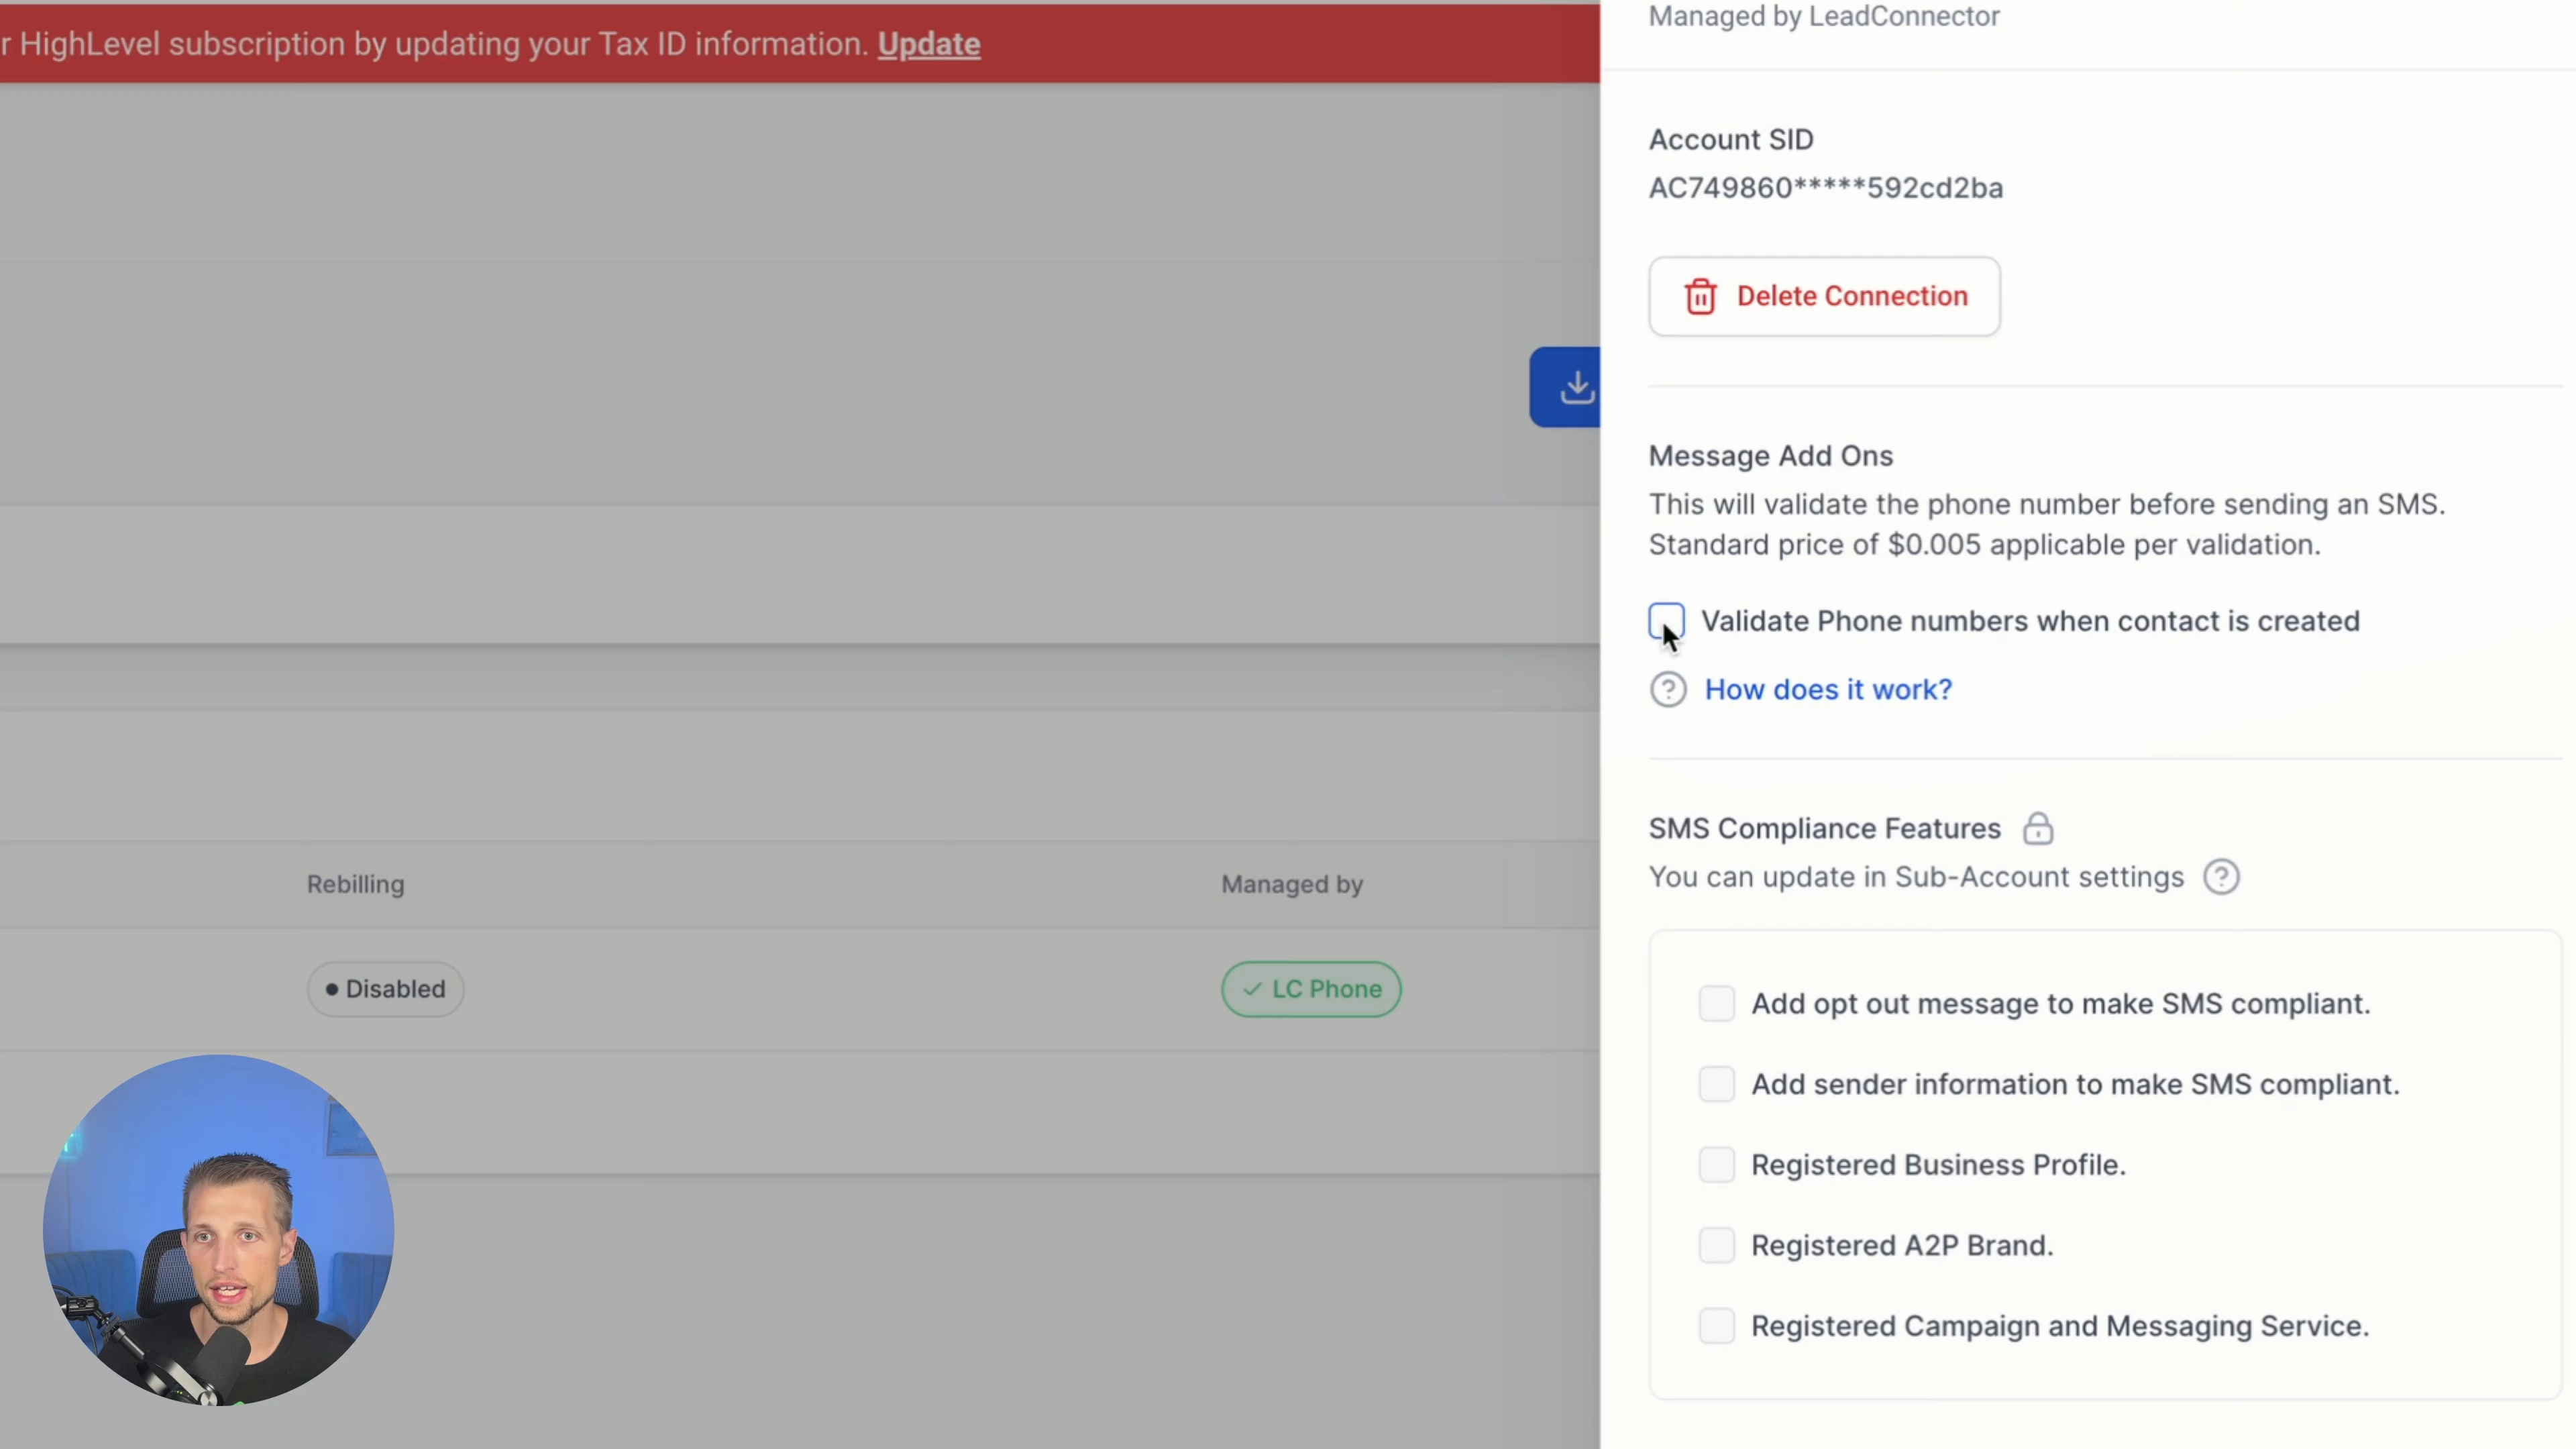 r HighLevel subscription by updating your Tax ID information. Update
Rebilling
Managed by
Disabled
LC Phone
Managed by LeadConnector
Account SID
AC749860*****592cd2ba
Delete Connection
Message Add Ons
This will validate the phone number before sending an SMS.
Standard price of $0.005 applicable per validation.
Validate Phone numbers when contact is created
How does it work?
SMS Compliance Features
You can update in Sub-Account settings
Add opt out message to make SMS compliant.
Add sender information to make SMS compliant.
Registered Business Profile.
Registered A2P Brand.
Registered Campaign and Messaging Service.